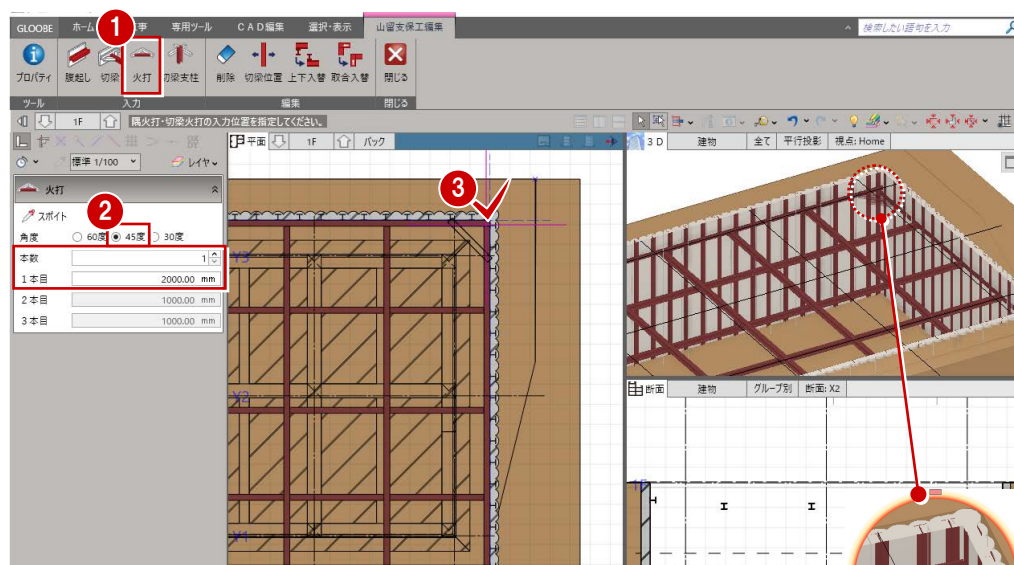 GLOOBE ホーム 事 専用ツール CAD編集 選択・表示 山留支保工編集 検索したい語句を入力
1
プロパティ 腹起し 切梁 火打 切梁支柱 削除 切梁位置 上下入替 取合入替 閉じる
ツール 入力 編集 閉じる
1F 隅火打・切梁火打の入力位置を指定してください。
標準 1/100 レイヤ
平面 1F バック
3D 建物 全て 平行投影 視点: Home
火打
スポイト
2
3
角度 60度 45度 30度
本数 1
1本目 2000.00 mm
2本目 1000.00 mm
3本目 1000.00 mm
Y3
Y2
Y1
断面 建物 グループ別 断面: X2